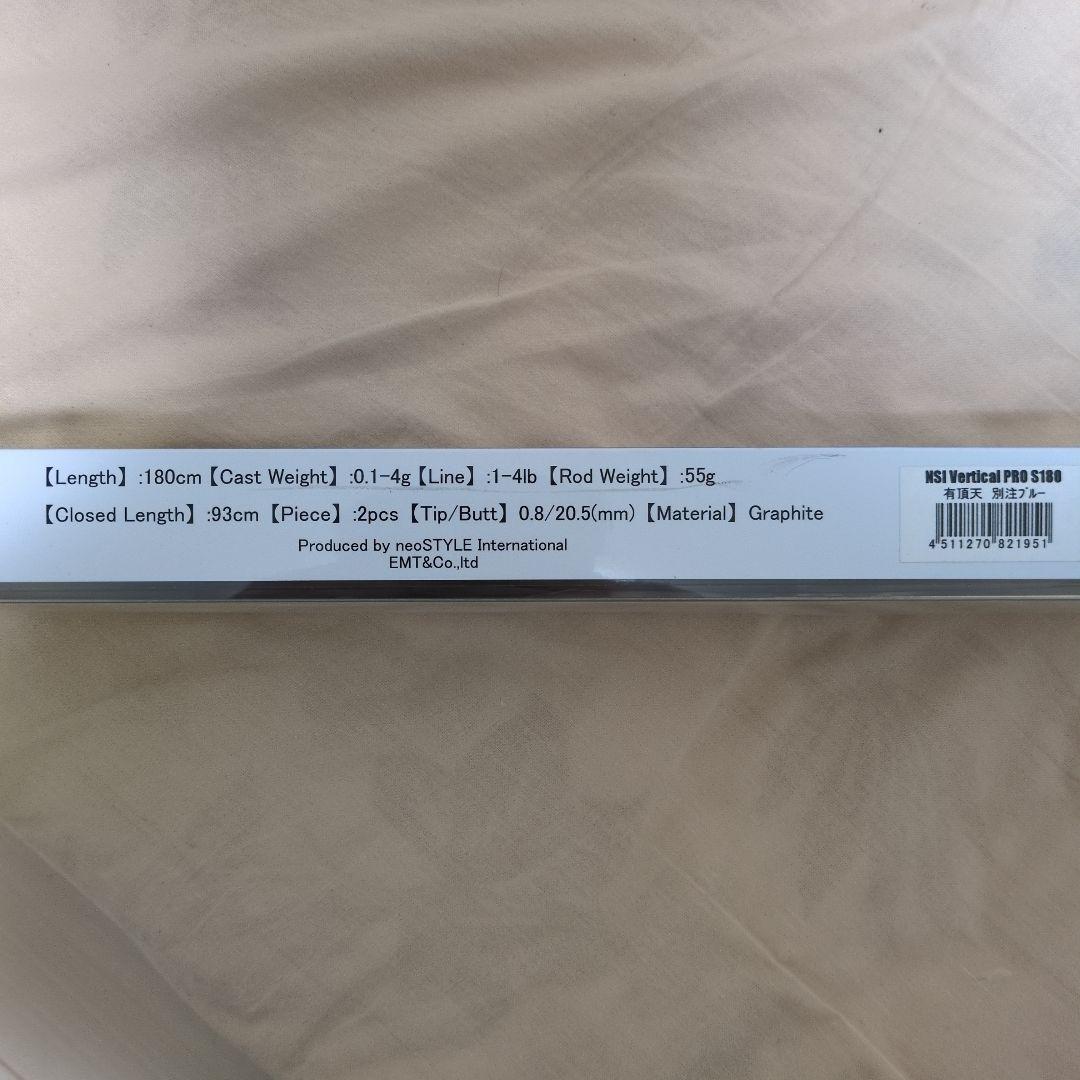 【Length】:180cm【Cast Weight】:0.1-4g【Line】:1-4lb【Rod Weight】:55g
【Closed Length】:93cm【Piece】:2pcs【Tip/Butt】0.8/20.5(mm)【Material】Graphite
Produced by neoSTYLE International
EMT&Co.,ltd
NSI Vertical PRO S180
有頂天 別注ブルー
4 511270 821951